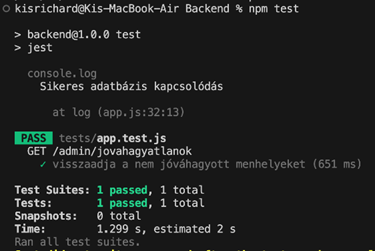 kisrichard@Kis-MacBook-Air Backend % npm test
> backend@1.0.0 test
> jest
console.log
Sikeres adatbázis kapcsolódás
at log (app.js:32:13)
PASS tests/app.test.js
GET /admin/jovahagyatlanok
✓ visszaadja a nem jóváhagyott menhelyeket (651 ms)
Test Suites: 1 passed, 1 total
Tests: 1 passed, 1 total
Snapshots: 0 total
Time: 1.299 s, estimated 2 s
Ran all test suites.